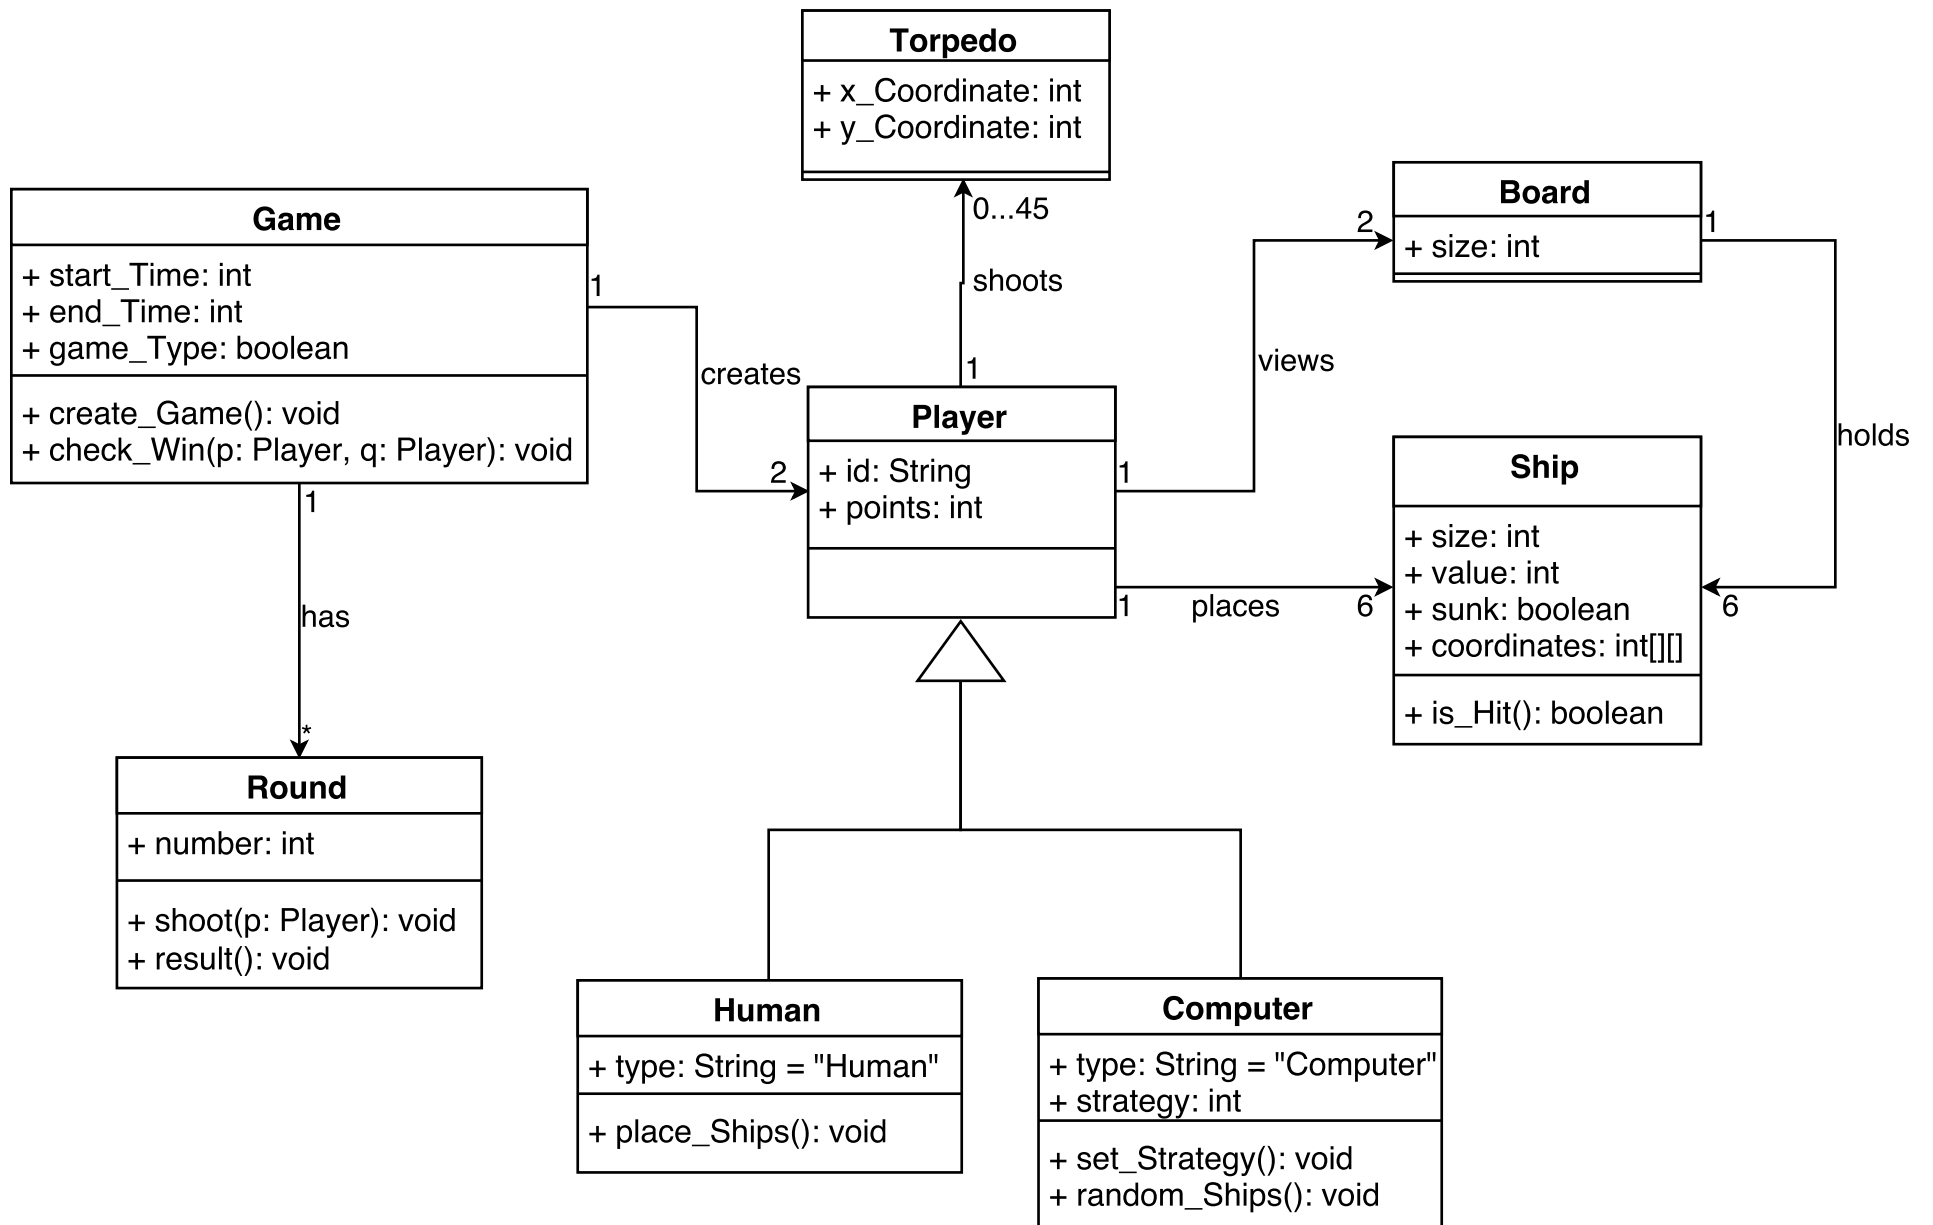 Torpedo
+ x_Coordinate: int
+ y_Coordinate: int
0...45
shoots
1
Game
+ start_Time: int
+ end_Time: int
+ game_Type: boolean
+ create_Game(): void
+ check_Win(p: Player, q: Player): void
1
creates
2
1
has
*
Player
+ id: String
+ points: int
1
views
2
1
places
6
Board
+ size: int
1
holds
6
Ship
+ size: int
+ value: int
+ sunk: boolean
+ coordinates: int[][]
+ is_Hit(): boolean
Round
+ number: int
+ shoot(p: Player): void
+ result(): void
Human
+ type: String = "Human"
+ place_Ships(): void
Computer
+ type: String = "Computer"
+ strategy: int
+ set_Strategy(): void
+ random_Ships(): void